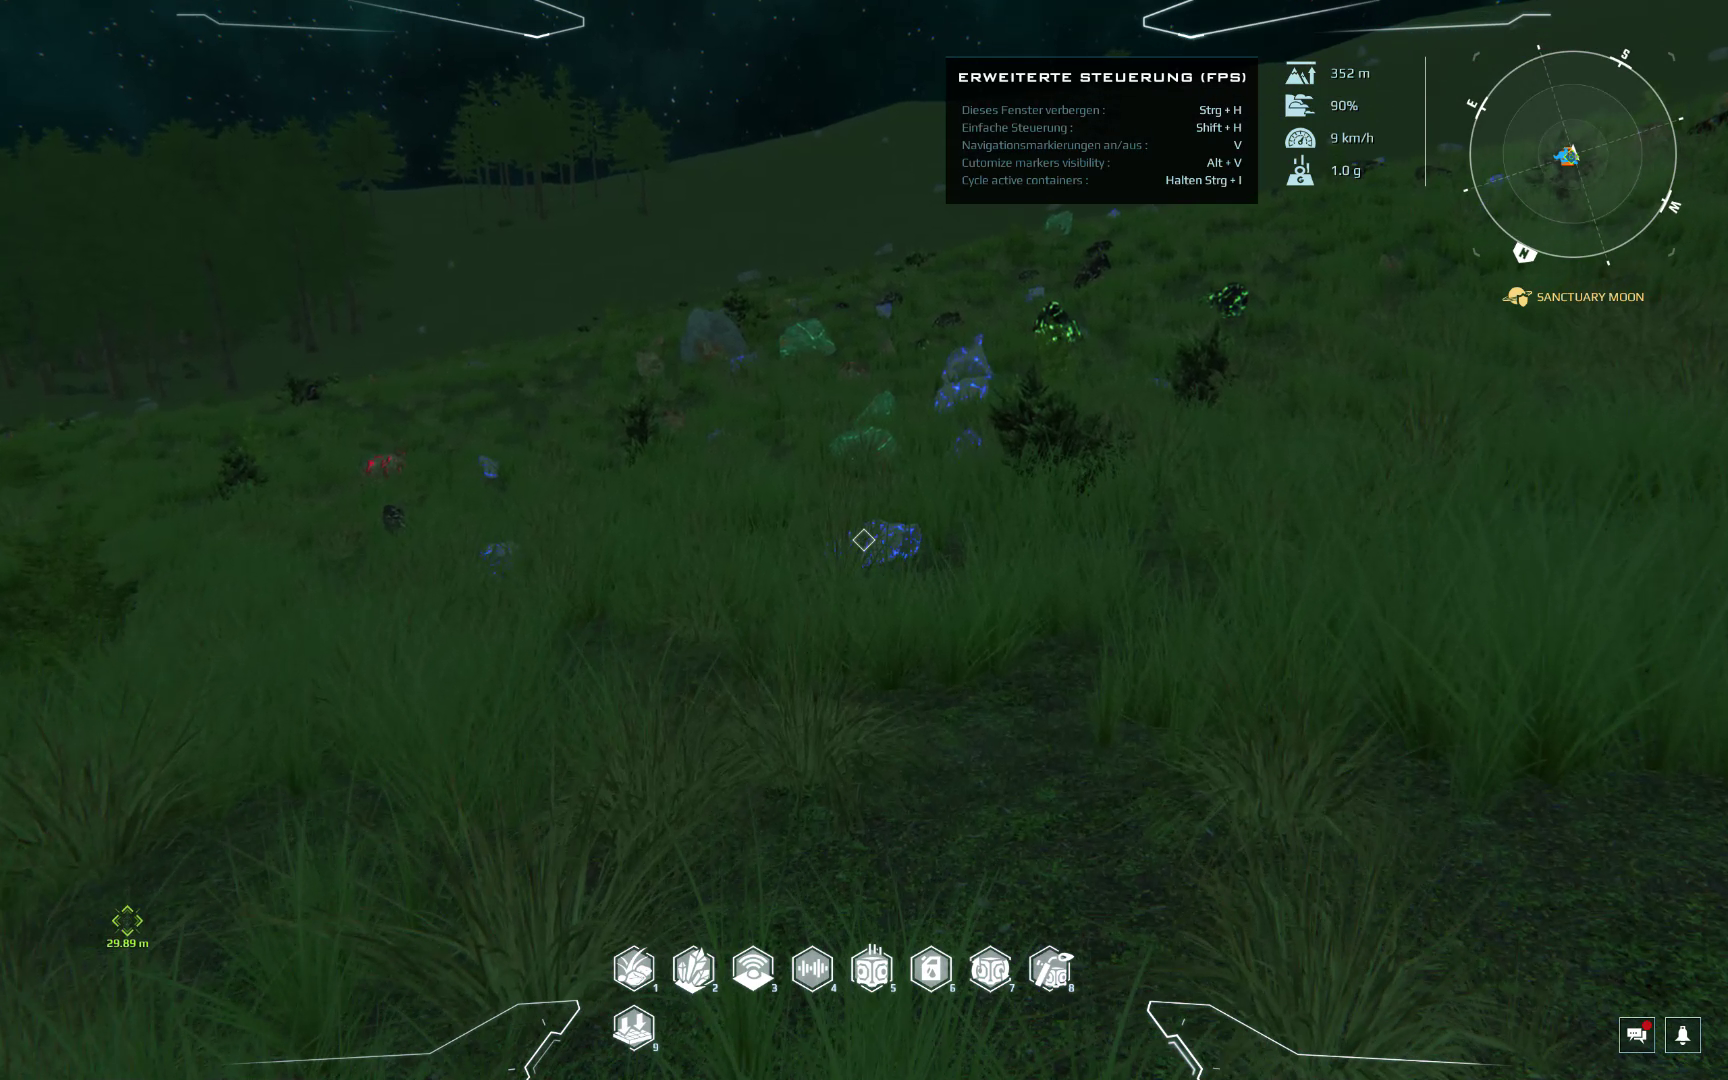 ERWEITERTE STEUERUNG (FPS)
Dieses Fenster verbergen : Strg + H
Einfache Steuerung : Shift + H
Navigationsmarkierungen an/aus : V
Cutomize markers visibility : Alt + V
Cycle active containers : Halten Strg + I
352 m
90%
9 km/h
G 1.0 g
S
E
W
N
SANCTUARY MOON
29.89 m
1 2 3 4 5 6 7 8
9